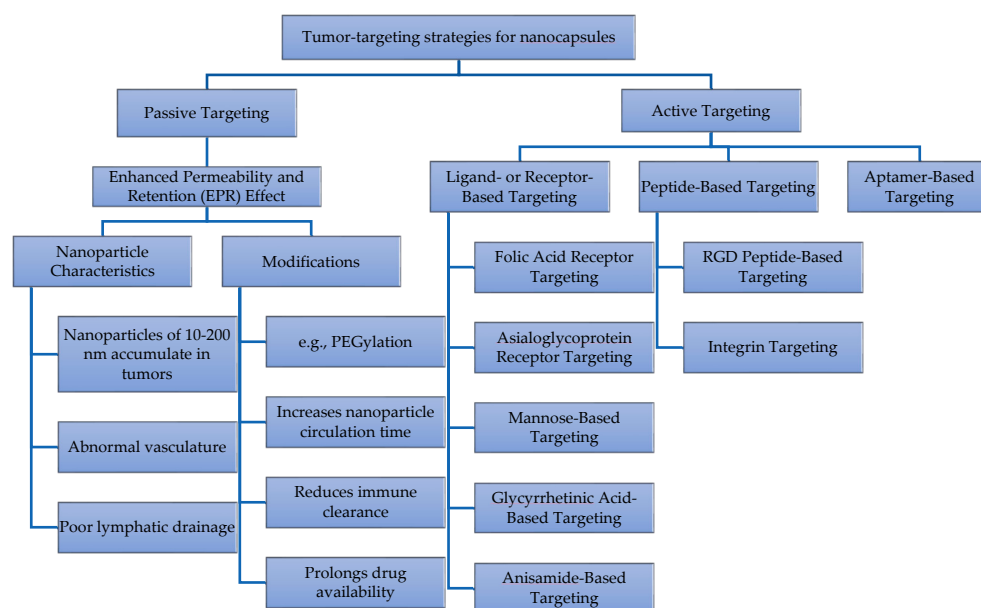 Tumor-targeting strategies for nanocapsules
Passive Targeting
Active Targeting
Enhanced Permeability and
Retention (EPR) Effect
Ligand- or Receptor-
Based Targeting
Peptide-Based Targeting
Aptamer-Based
Targeting
Nanoparticle
Characteristics
Modifications
Folic Acid Receptor
Targeting
RGD Peptide-Based
Targeting
Nanoparticles of 10-200
nm accumulate in
tumors
e.g., PEGylation
Asialoglycoprotein
Receptor Targeting
Integrin Targeting
Abnormal vasculature
Increases nanoparticle
circulation time
Mannose-Based
Targeting
Poor lymphatic drainage
Reduces immune
clearance
Glycyrrhetinic Acid-
Based Targeting
Prolongs drug
availability
Anisamide-Based
Targeting